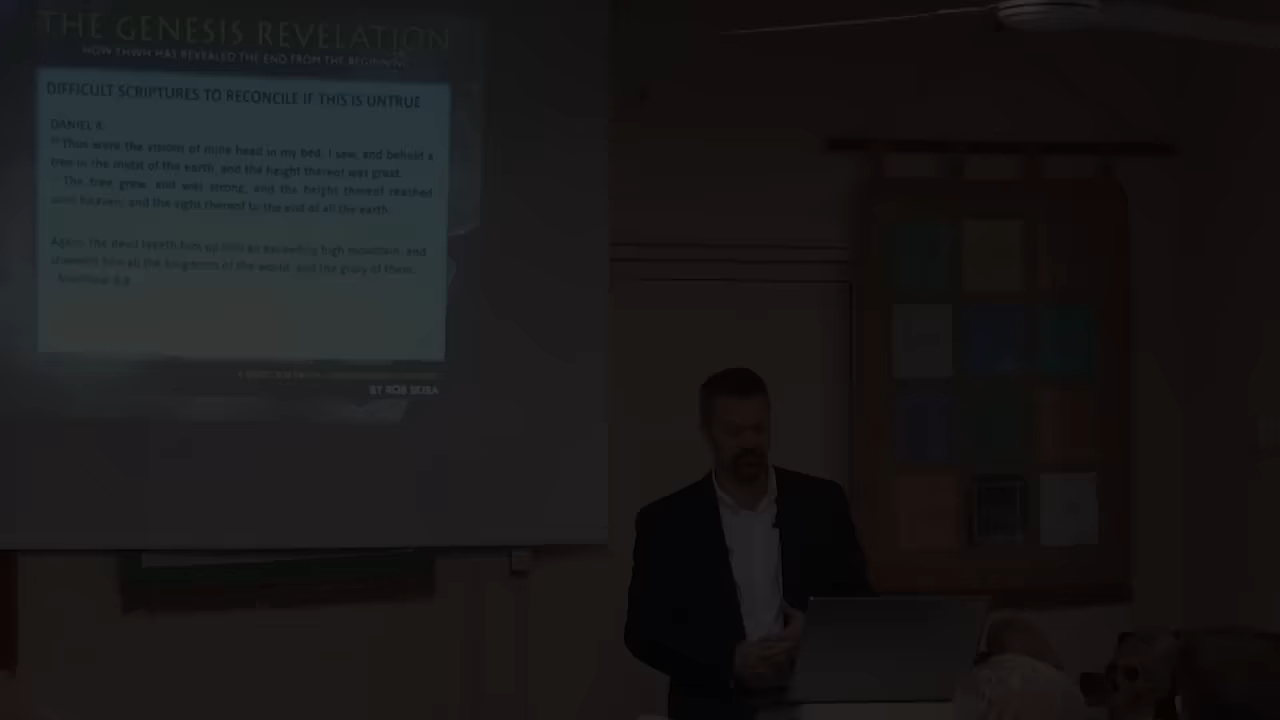 THE GENESIS REVELATION
HOW YHWH HAS REVEALED THE END FROM THE BEGINNING
DIFFICULT SCRIPTURES TO RECONCILE IF THIS IS UNTRUE
DANIEL 4:
Thus were the visions of mine head in my bed; I saw, and behold a
tree in the midst of the earth, and the height thereof was great.
The tree grew, and was strong, and the height thereof reached
unto heaven, and the sight thereof to the end of all the earth.
Again, the devil taketh him up into an exceeding high mountain, and
sheweth him all the kingdoms of the world, and the glory of them.
Matthew
BY ROB SKIBA